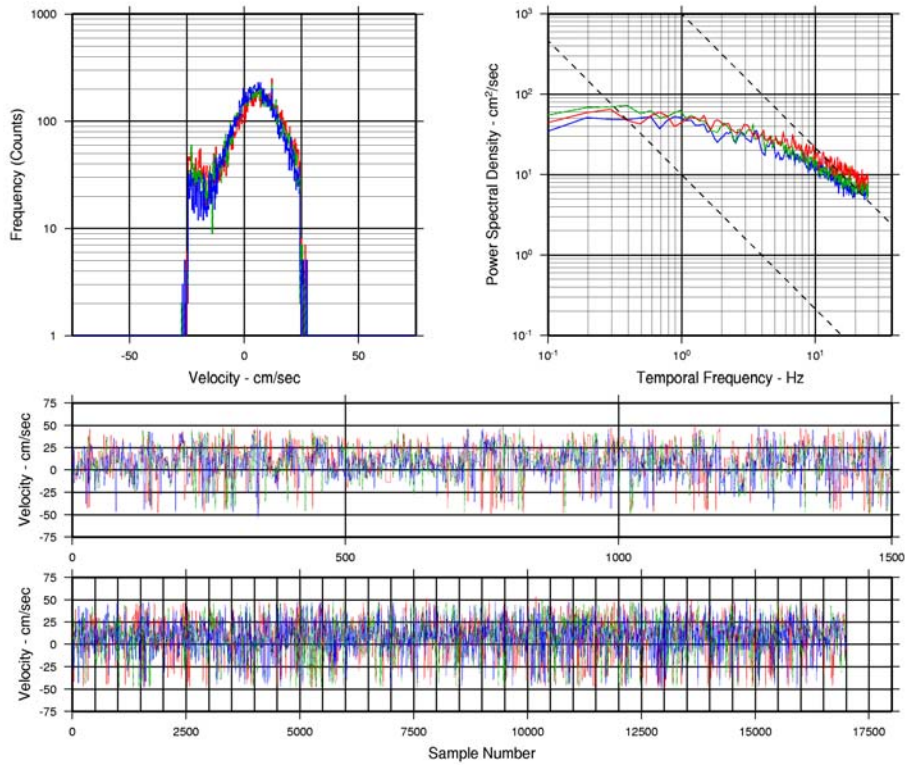 1000
100
10
1
Frequency (Counts)
-50 0 50
Velocity - cm/sec
10³
10²
10¹
10⁰
10⁻¹
Power Spectral Density - cm²/sec
10⁻¹ 10⁰ 10¹
Temporal Frequency - Hz
75
50
25
0
-25
-50
-75
Velocity - cm/sec
0 500 1000 1500
75
50
25
0
-25
-50
-75
Velocity - cm/sec
0 2500 5000 7500 10000 12500 15000 17500
Sample Number